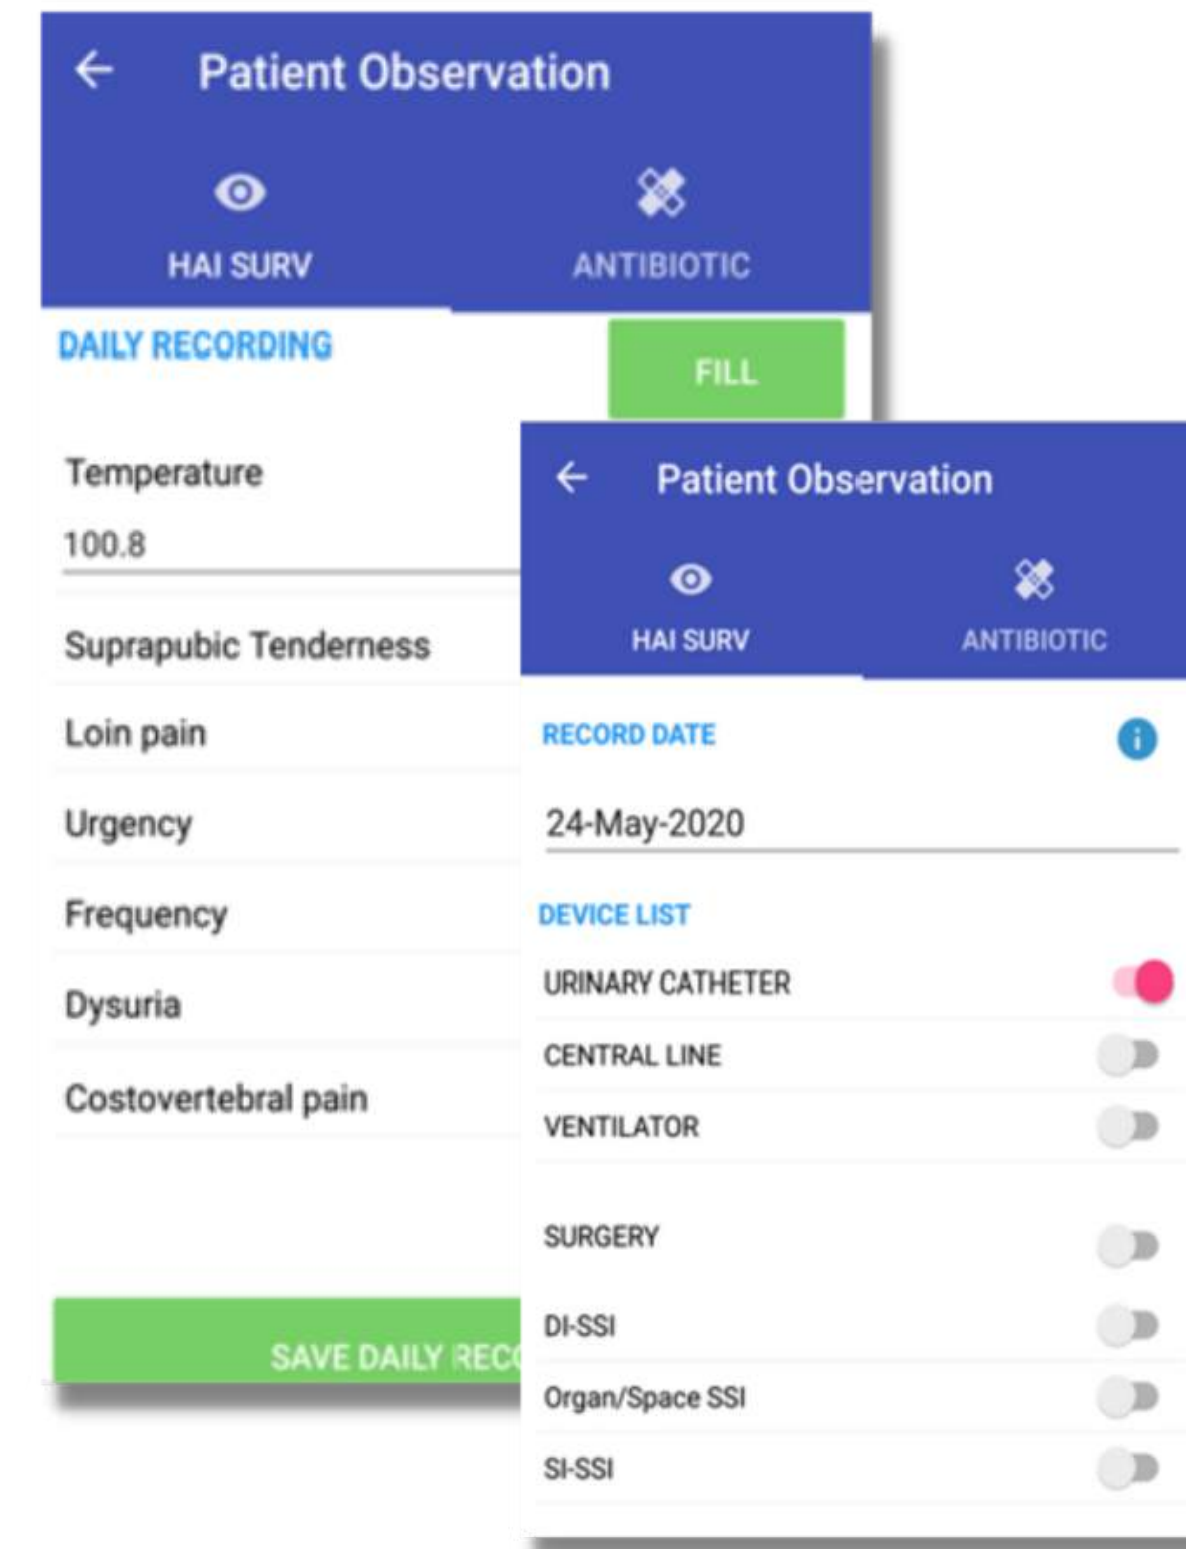 Patient Observation
HAI SURV
ANTIBIOTIC
DAILY RECORDING
FILL
Temperature
100.8
Suprapubic Tenderness
Loin pain
Urgency
Frequency
Dysuria
Costovertebral pain
SAVE DAILY
Patient Observation
HAI SURV
ANTIBIOTIC
RECORD DATE
24-May-2020
DEVICE LIST
URINARY CATHETER
CENTRAL LINE
VENTILATOR
SURGERY
DI-SSI
Organ/Space SSI
SI-SSI